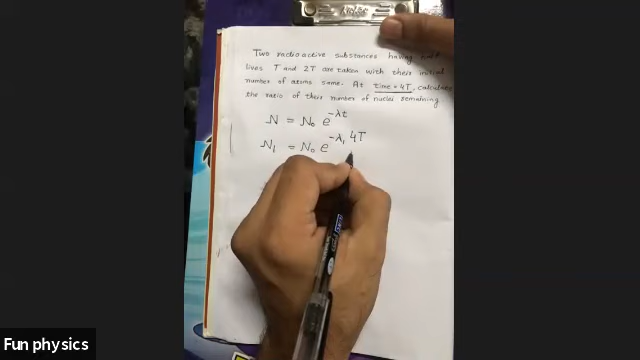 Two radioactive substances having half
lives T and 2T are taken with their initial
number of atoms same. At time = 4T, calculate
the ratio of their number of nuclei remaining
N = N₀ e^-λt
N₁ = N₀ e^-λ₁ 4T
Fun physics